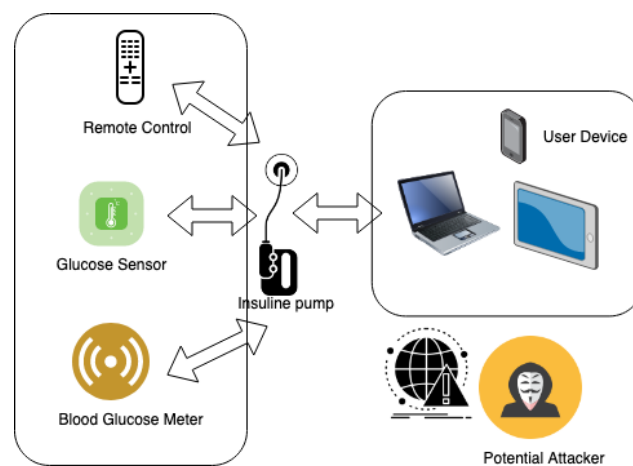 Remote Control
User Device
Glucose Sensor
Insuline pump
Blood Glucose Meter
Potential Attacker